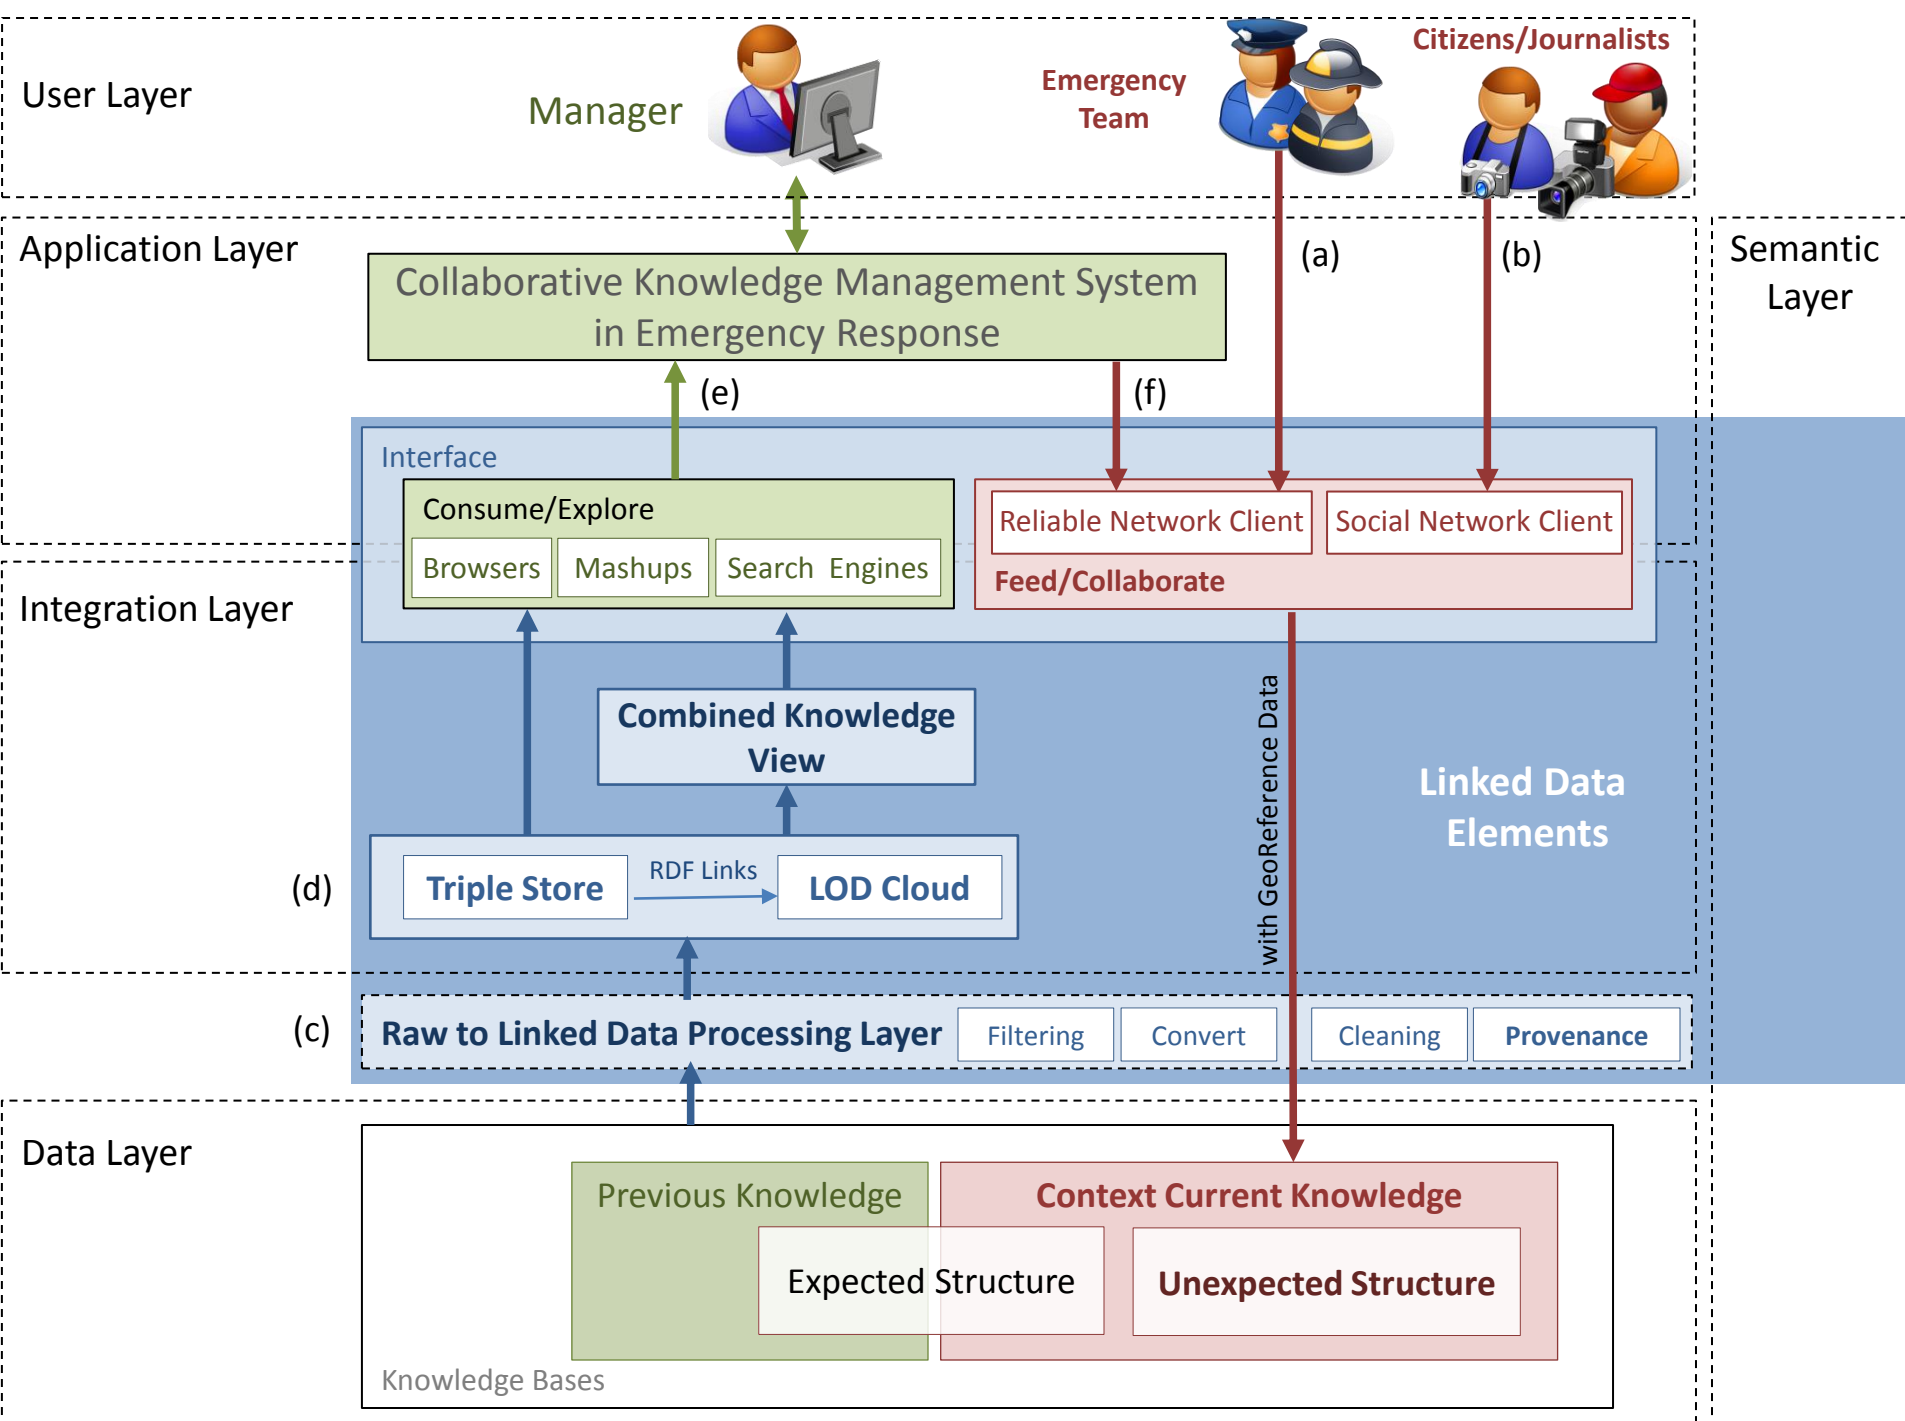 User Layer
Manager
Emergency
Team
Citizens/Journalists
Application Layer
(a)
(b)
Semantic
Layer
Collaborative Knowledge Management System
in Emergency Response
(e)
(f)
Interface
Consume/Explore
Browsers
Mashups
Search Engines
Reliable Network Client
Social Network Client
Feed/Collaborate
Integration Layer
Combined Knowledge
View
with GeoReference Data
Linked Data
Elements
(d)
Triple Store
RDF Links
LOD Cloud
(c)
Raw to Linked Data Processing Layer
Filtering
Convert
Cleaning
Provenance
Data Layer
Previous Knowledge
Context Current Knowledge
Expected Structure
Unexpected Structure
Knowledge Bases